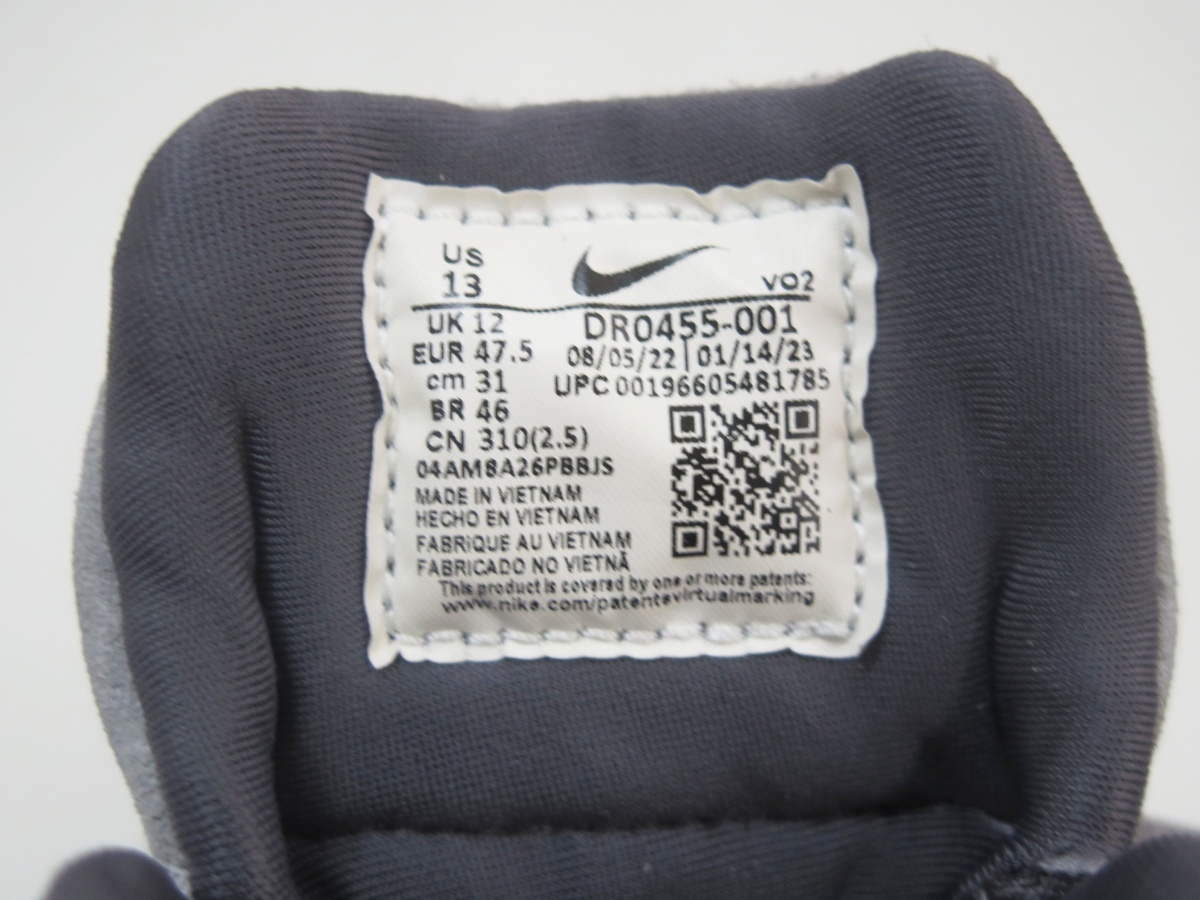 US
13
VO2
UK 12
DR0455-001
EUR 47.5
08/05/22 | 01/14/23
cm 31
UPC 00196605481785
BR 46
CN 310(2.5)
04AM8A26PBBJS
MADE IN VIETNAM
HECHO EN VIETNAM
FABRIQUE AU VIETNAM
FABRICADO NO VIETNÃ
This product is covered by one or more patents:
www.nike.com/patentsvirtualmarking